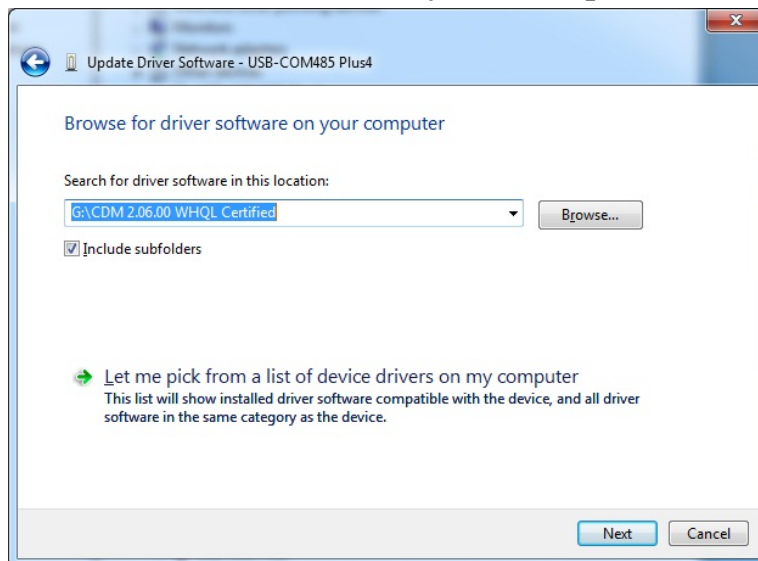 Update Driver Software - USB-COM485 Plus4
Browse for driver software on your computer
Search for driver software in this location:
G:\CDM 2.06.00 WHQL Certified
Browse...
Include subfolders
Let me pick from a list of device drivers on my computer
This list will show installed driver software compatible with the device, and all driver
software in the same category as the device.
Next
Cancel